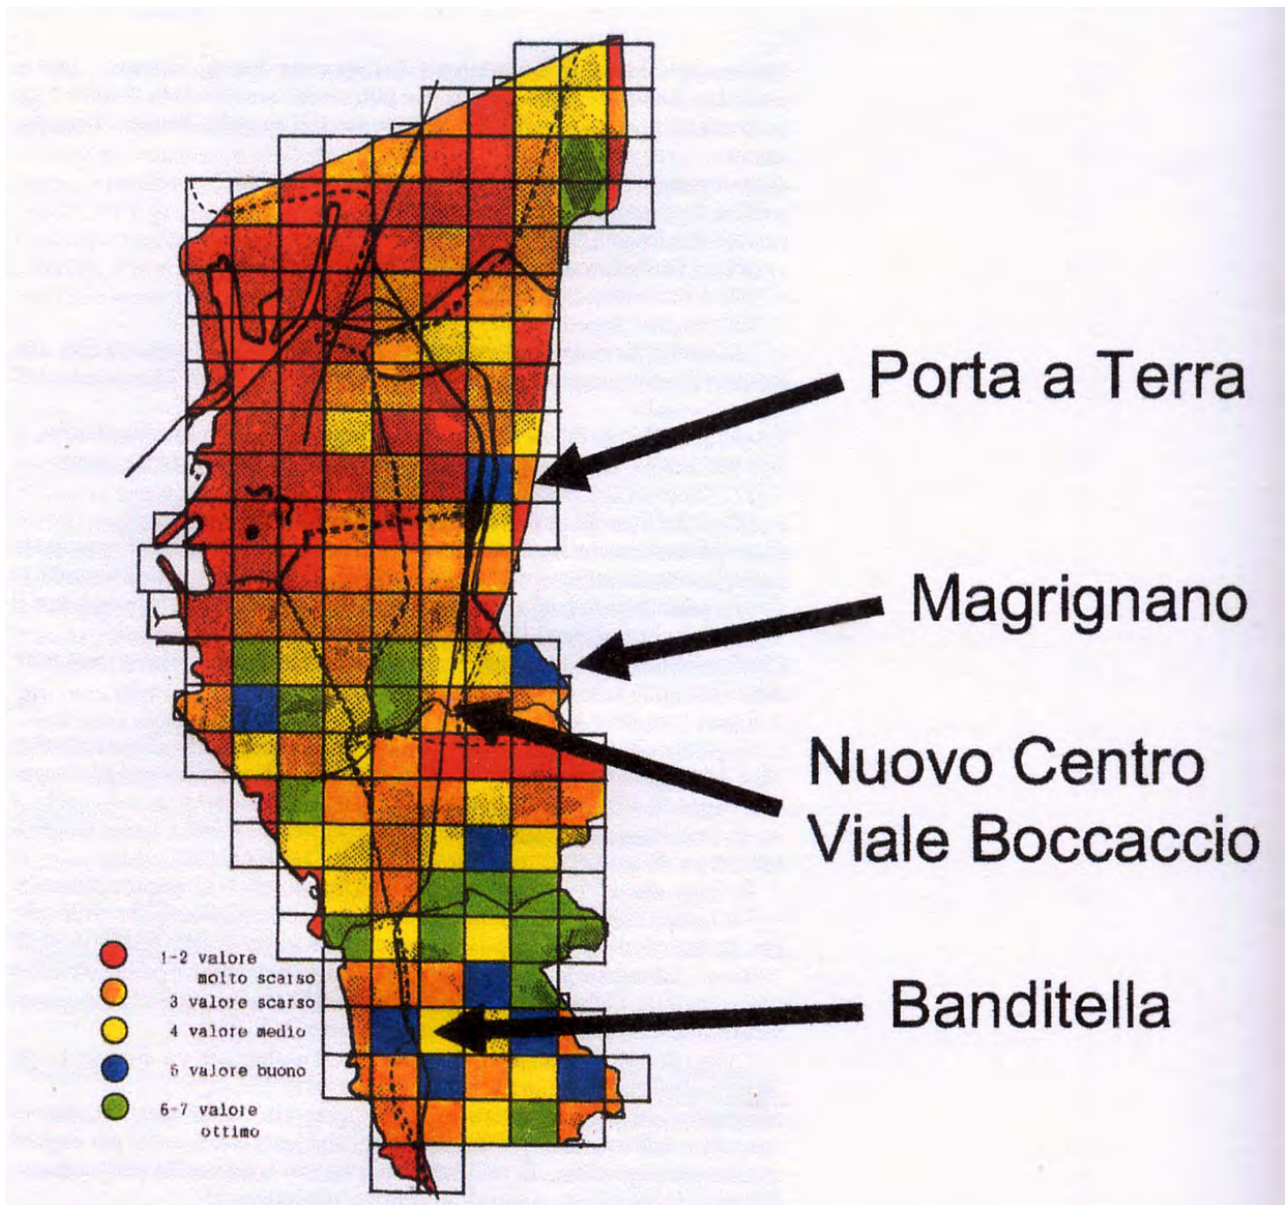 Porta a Terra
Magrignano
Nuovo Centro
Viale Boccaccio
Banditella
1-2 valore
molto scarso
3 valore scarso
4 valore medio
5 valore buono
6-7 valore
ottimo